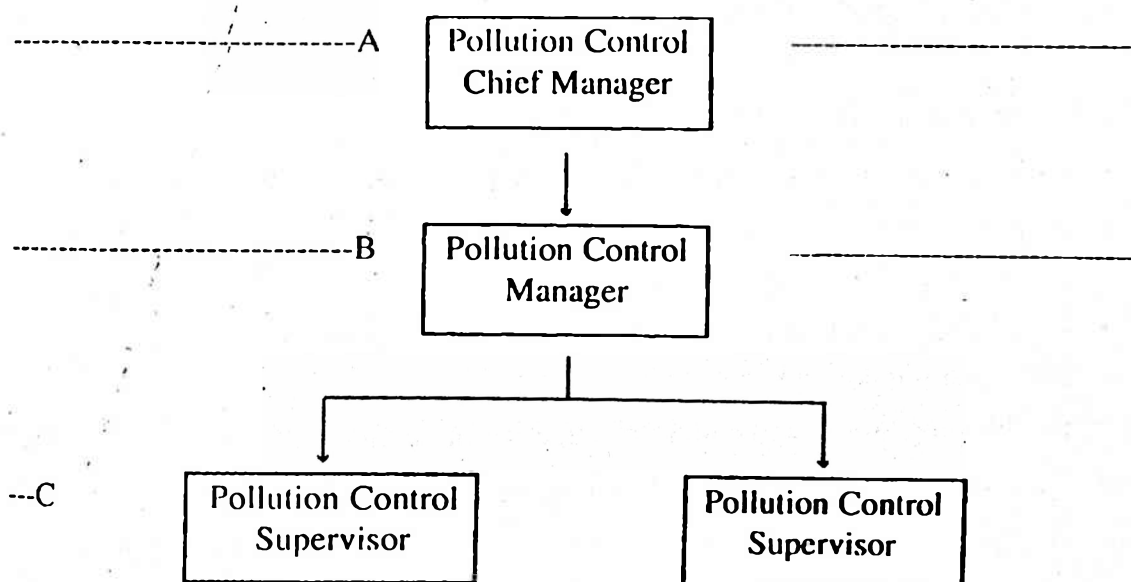 A
Pollution Control
Chief Manager
B
Pollution Control
Manager
C
Pollution Control
Supervisor
Pollution Control
Supervisor